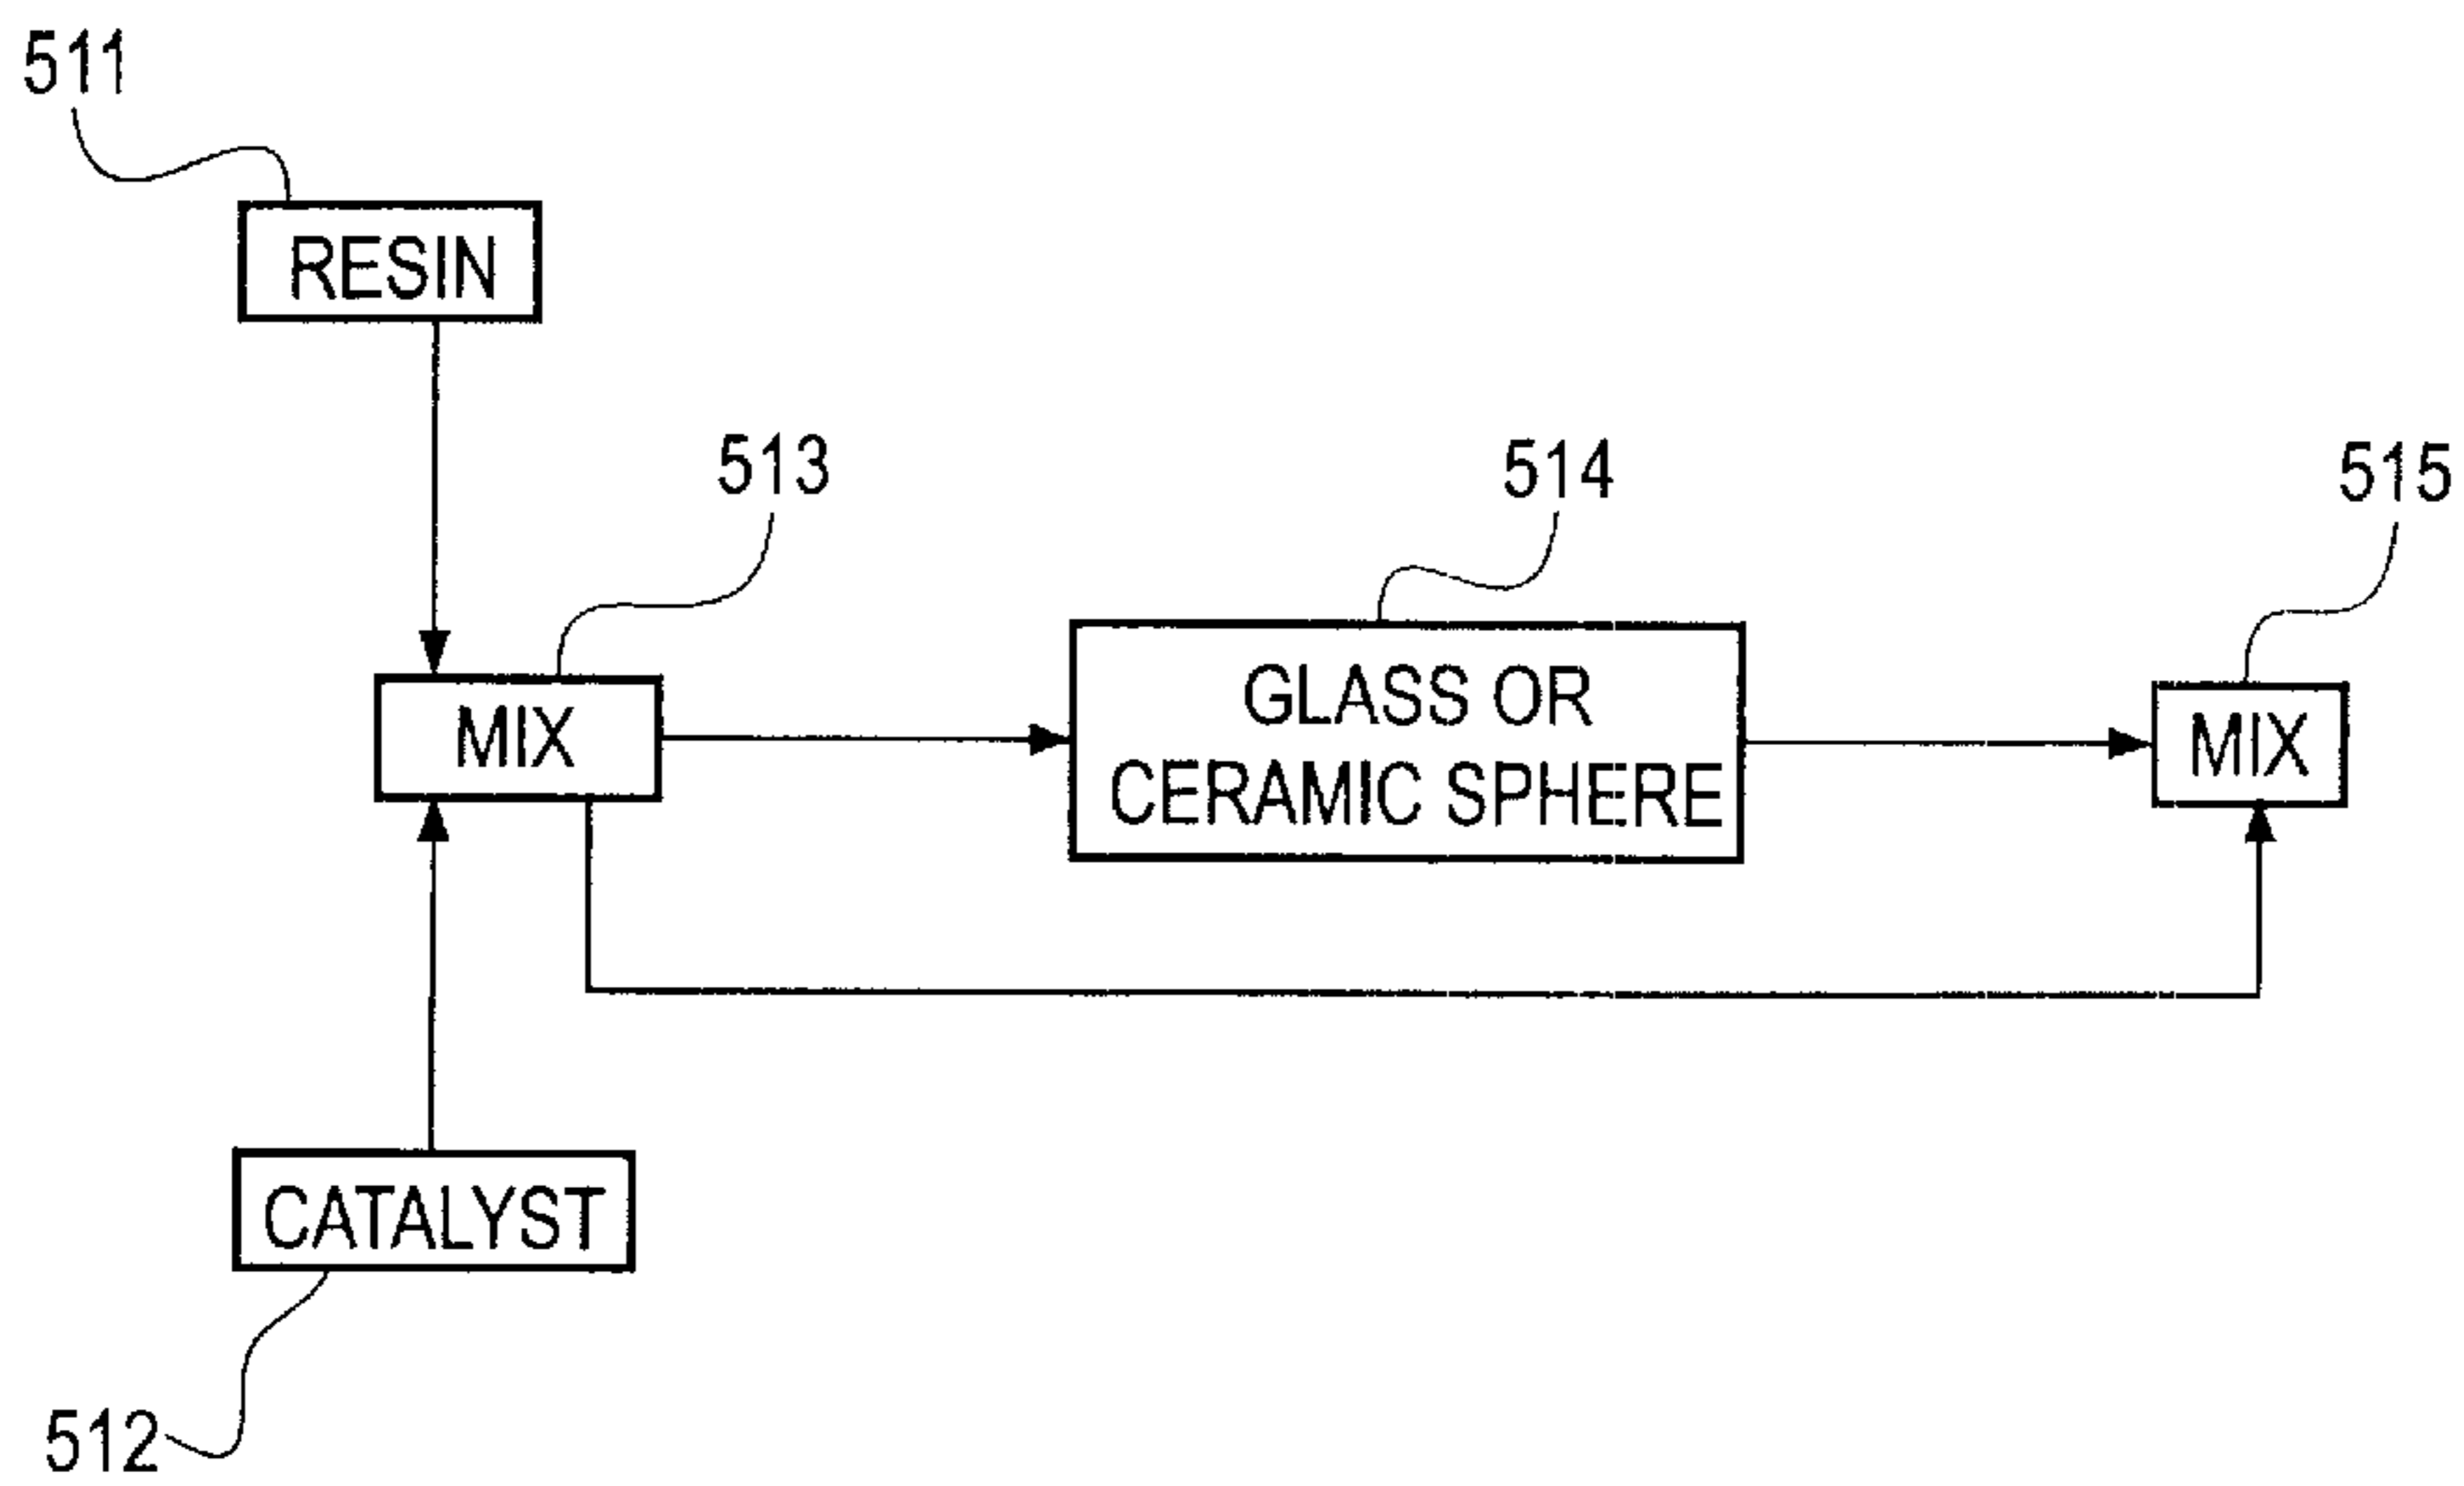 511
RESIN
513
514
515
MIX
GLASS OR
CERAMIC SPHERE
MIX
CATALYST
512